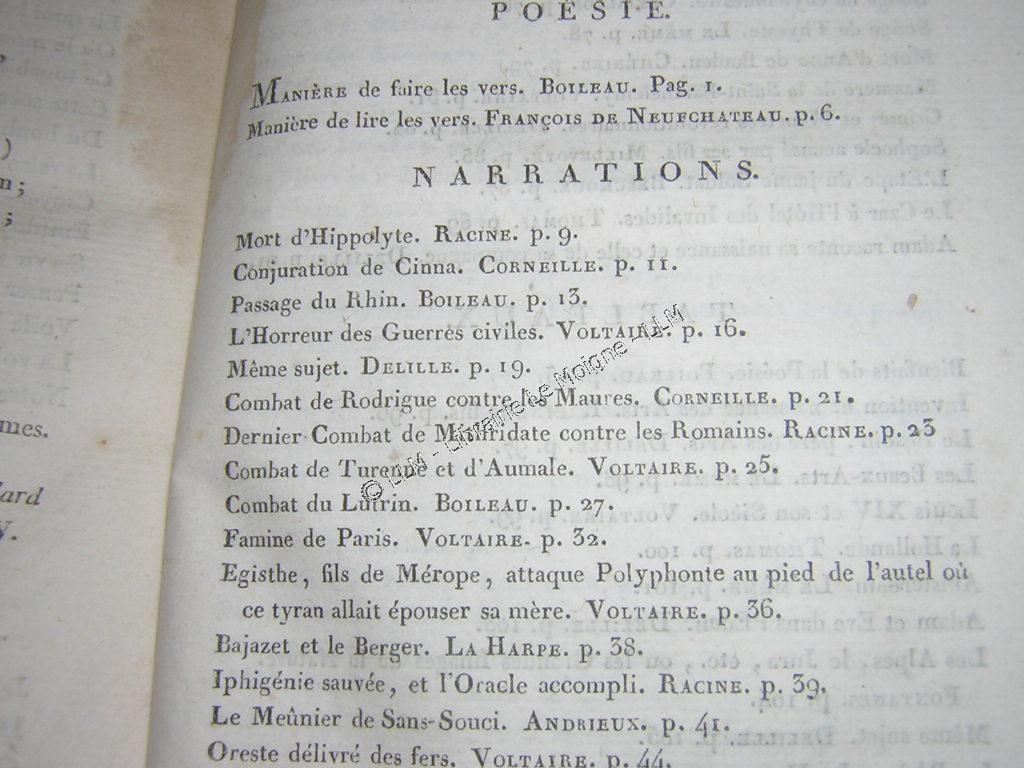 POÉSIE.
MANIÈRE de faire les vers. BOILEAU. Pag. 1.
Manière de lire les vers. FRANÇOIS DE NEUFCHATEAU. p. 6.
NARRATIONS.
Mort d'Hippolyte. RACINE. p. 9.
Conjuration de Cinna. CORNEILLE. p. 11.
Passage du Rhin. BOILEAU. p. 13.
L'Horreur des Guerres civiles. VOLTAIRE. p. 16.
Même sujet. DELILLE. p. 19.
Combat de Rodrigue contre les Maures. CORNEILLE. p. 21.
Dernier Combat de Mithridate contre les Romains. RACINE. p. 23
Combat de Turenne et d'Aumale. VOLTAIRE. p. 25.
Combat du Lutrin. BOILEAU. p. 27.
Famine de Paris. VOLTAIRE. p. 32.
Egisthe, fils de Mérope, attaque Polyphonte au pied de l'autel où
ce tyran allait épouser sa mère. VOLTAIRE. p. 36.
Bajazet et le Berger. LA HARPE. p. 38.
Iphigénie sauvée, et l'Oracle accompli. RACINE. p. 39.
Le Meûnier de Sans-Souci. ANDRIEUX. p. 41.
Oreste délivré des fers. VOLTAIRE. p. 44.
© LLM - Librairie Le Moigne - LLM